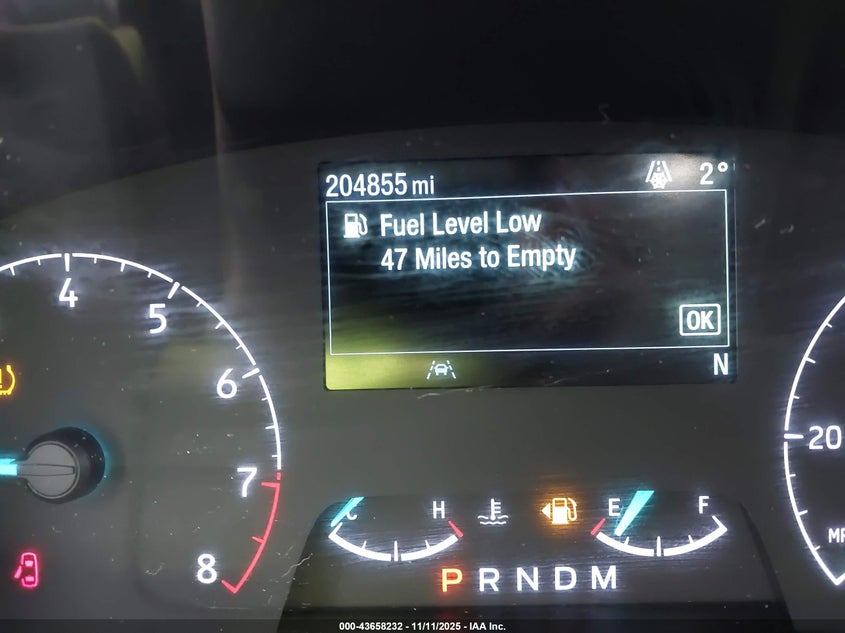 204855 mi
2°
Fuel Level Low
47 Miles to Empty
OK
N
4
5
6
7
8
20
C H
E F
P R N D M
000-43658232 - 11/11/2025 - IAA Inc.